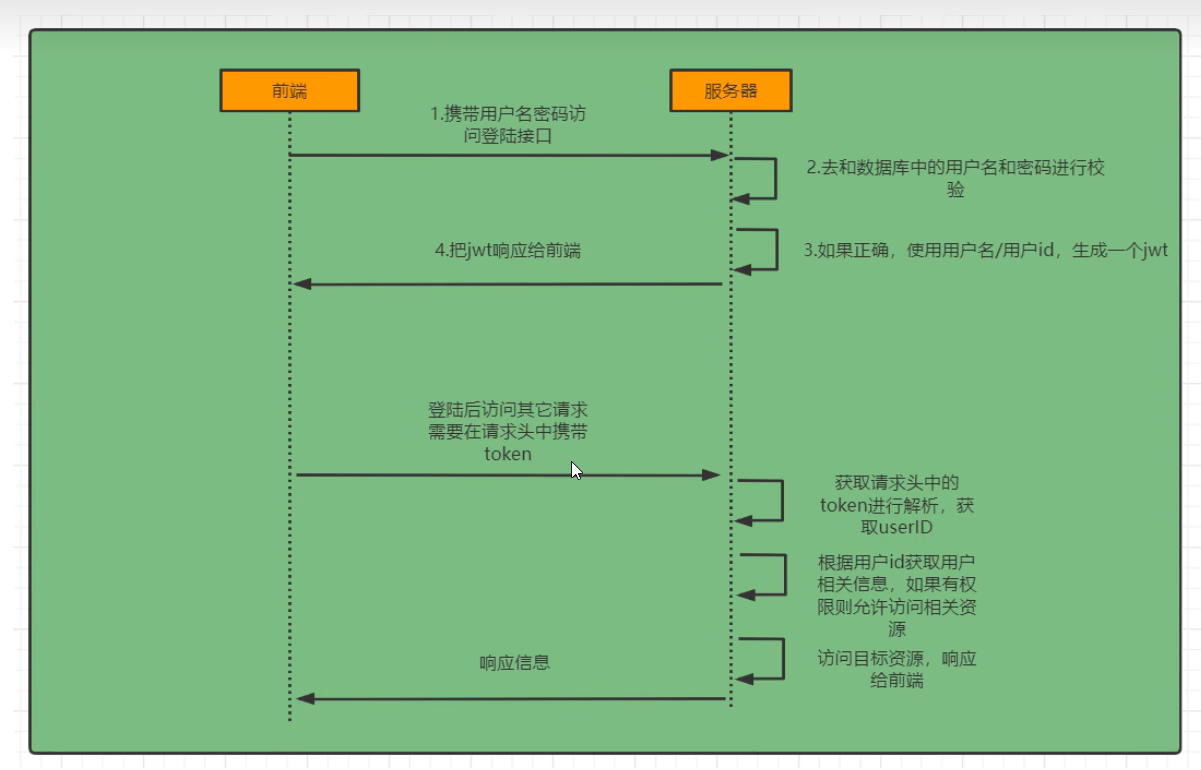 前端
服务器
1.携带用户名密码访
问登陆接口
2.去和数据库中的用户名和密码进行校
验
3.如果正确，使用用户名/用户id，生成一个jwt
4.把jwt响应给前端
登陆后访问其它请求
需要在请求头中携带
token
获取请求头中的
token进行解析，获
取userID
根据用户id获取用户
相关信息，如果有权
限则允许访问相关资
源
访问目标资源，响应
给前端
响应信息